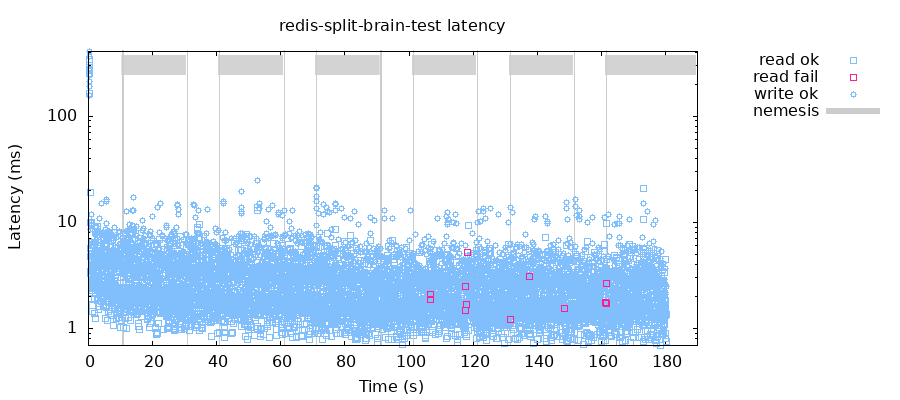 redis-split-brain-test latency
read ok
read fail
write ok
nemesis
Latency (ms)
100
10
1
0 20 40 60 80 100 120 140 160 180
Time (s)